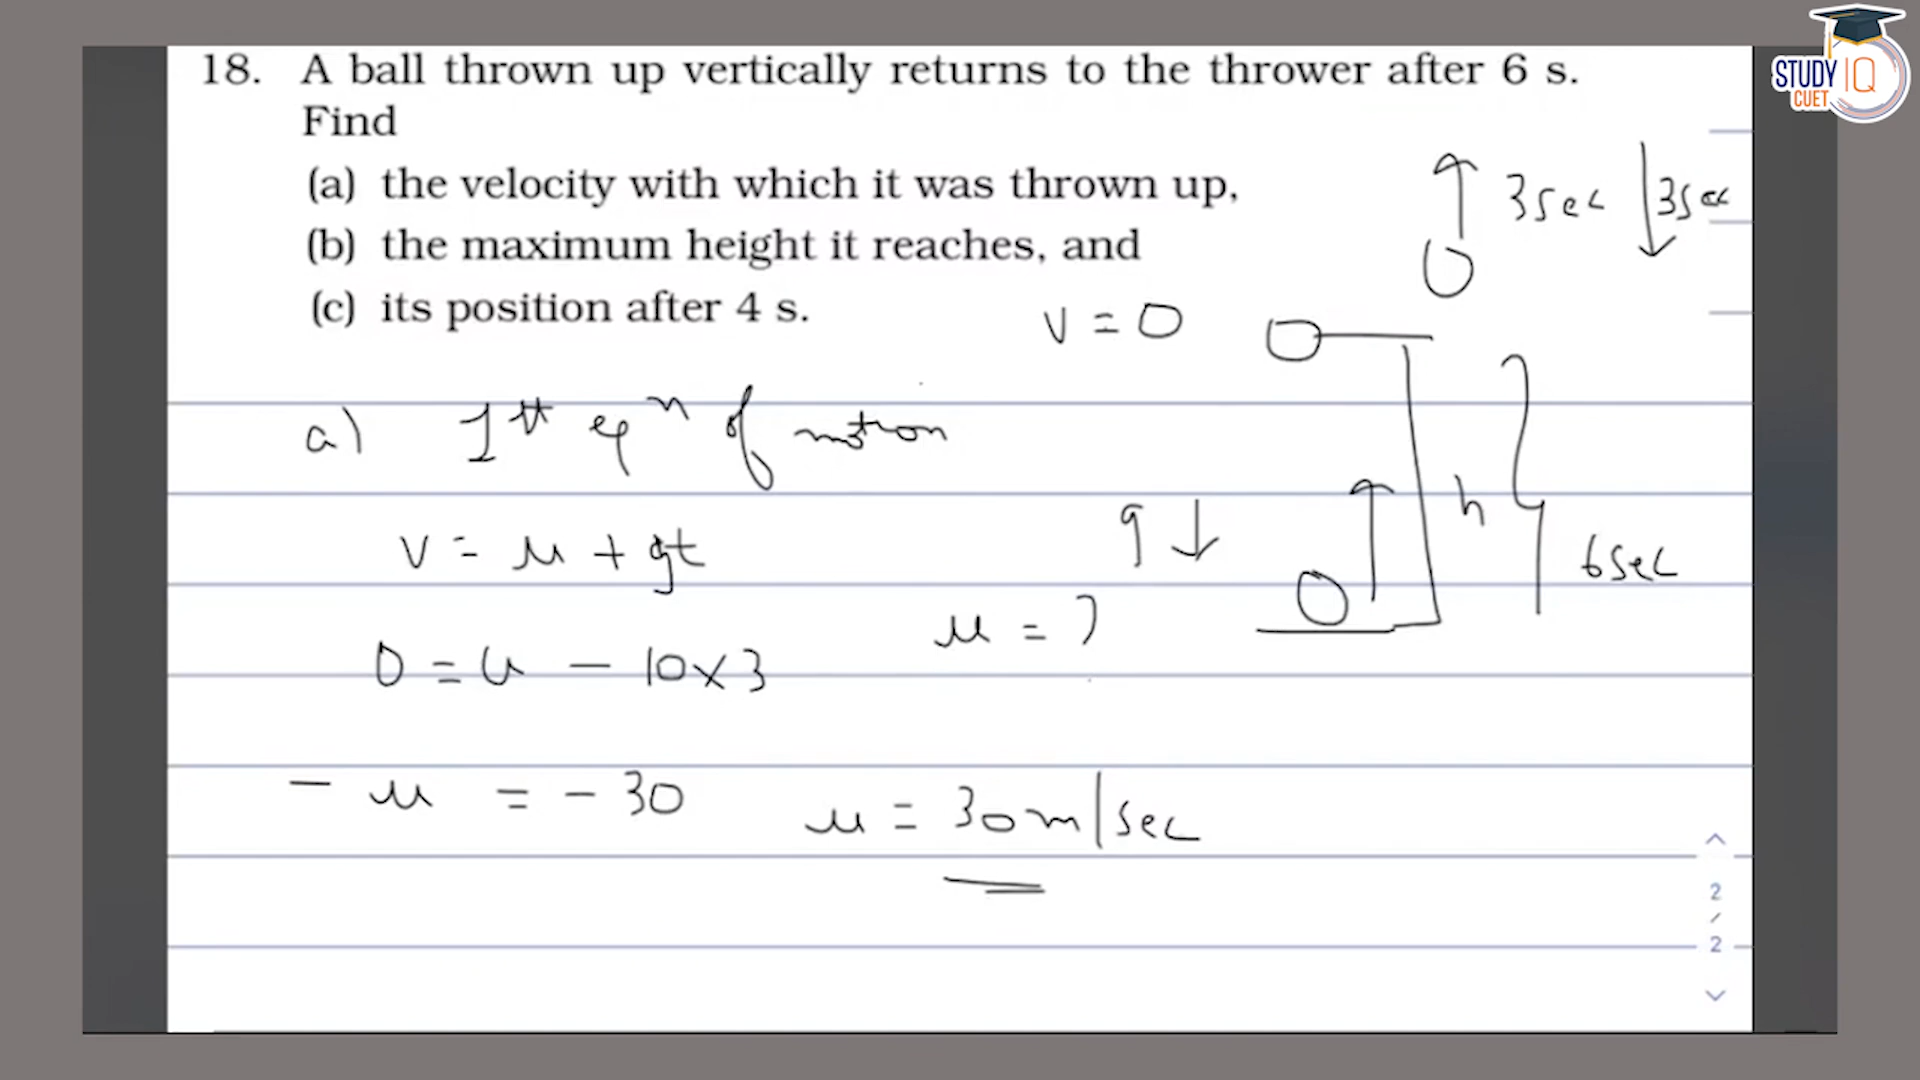 STUDY IQ
CUET
18. A ball thrown up vertically returns to the thrower after 6 s.
Find
(a) the velocity with which it was thrown up,
(b) the maximum height it reaches, and
(c) its position after 4 s.
3sec 3sec
v = 0
a) 1st eqn of motion
h
v = u + gt
g ↓
6sec
u = ?
0 = u - 10 x 3
- u = - 30
u = 30m/sec
2
/
2